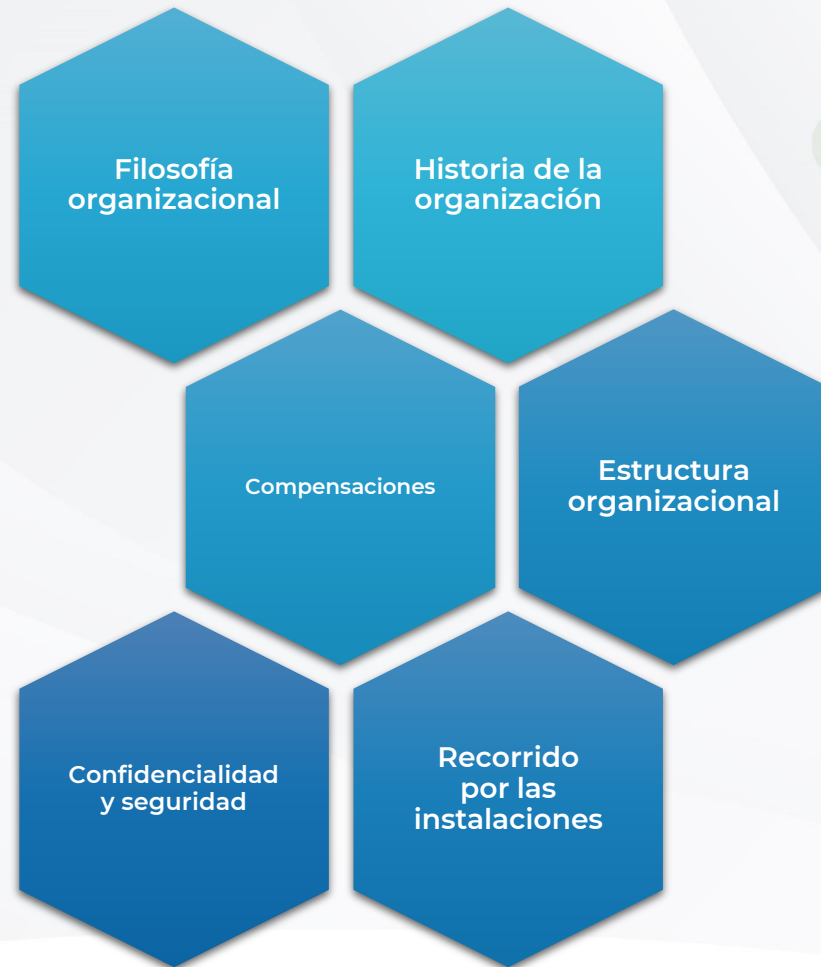 Filosofía
organizacional
Historia de la
organización
Compensaciones
Estructura
organizacional
Confidencialidad
y seguridad
Recorrido
por las
instalaciones